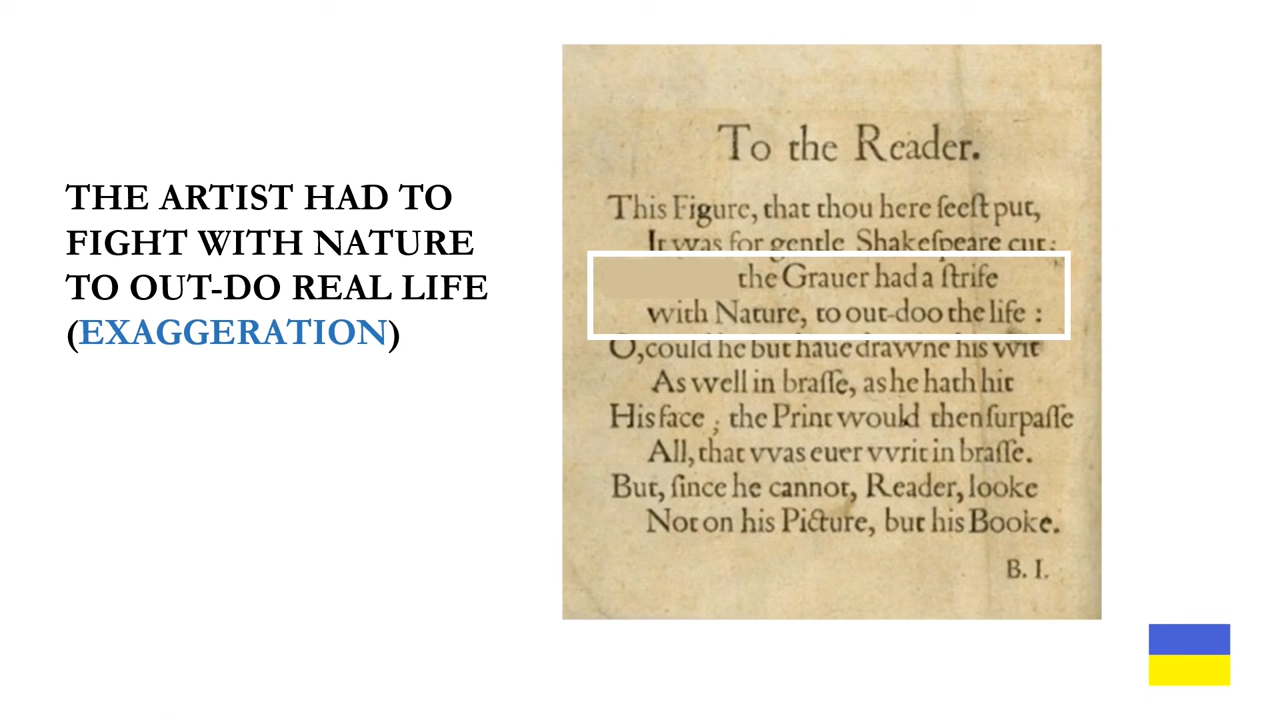 THE ARTIST HAD TO
FIGHT WITH NATURE
TO OUT-DO REAL LIFE
(EXAGGERATION)
To the Reader.
This Figure, that thou here ſeeſt put,
It was for gentle Shakeſpeare cut;
the Grauer had a ſtrife
with Nature, to out-doo the life :
O,could he but haue dravvne his vvit
As vvell in braſſe, as he hath hit
His face ; the Print vvould then ſurpaſſe
All, that vvas euer vvrit in braſſe.
But, ſince he cannot, Reader, looke
Not on his Picture, but his Booke.
B. I.